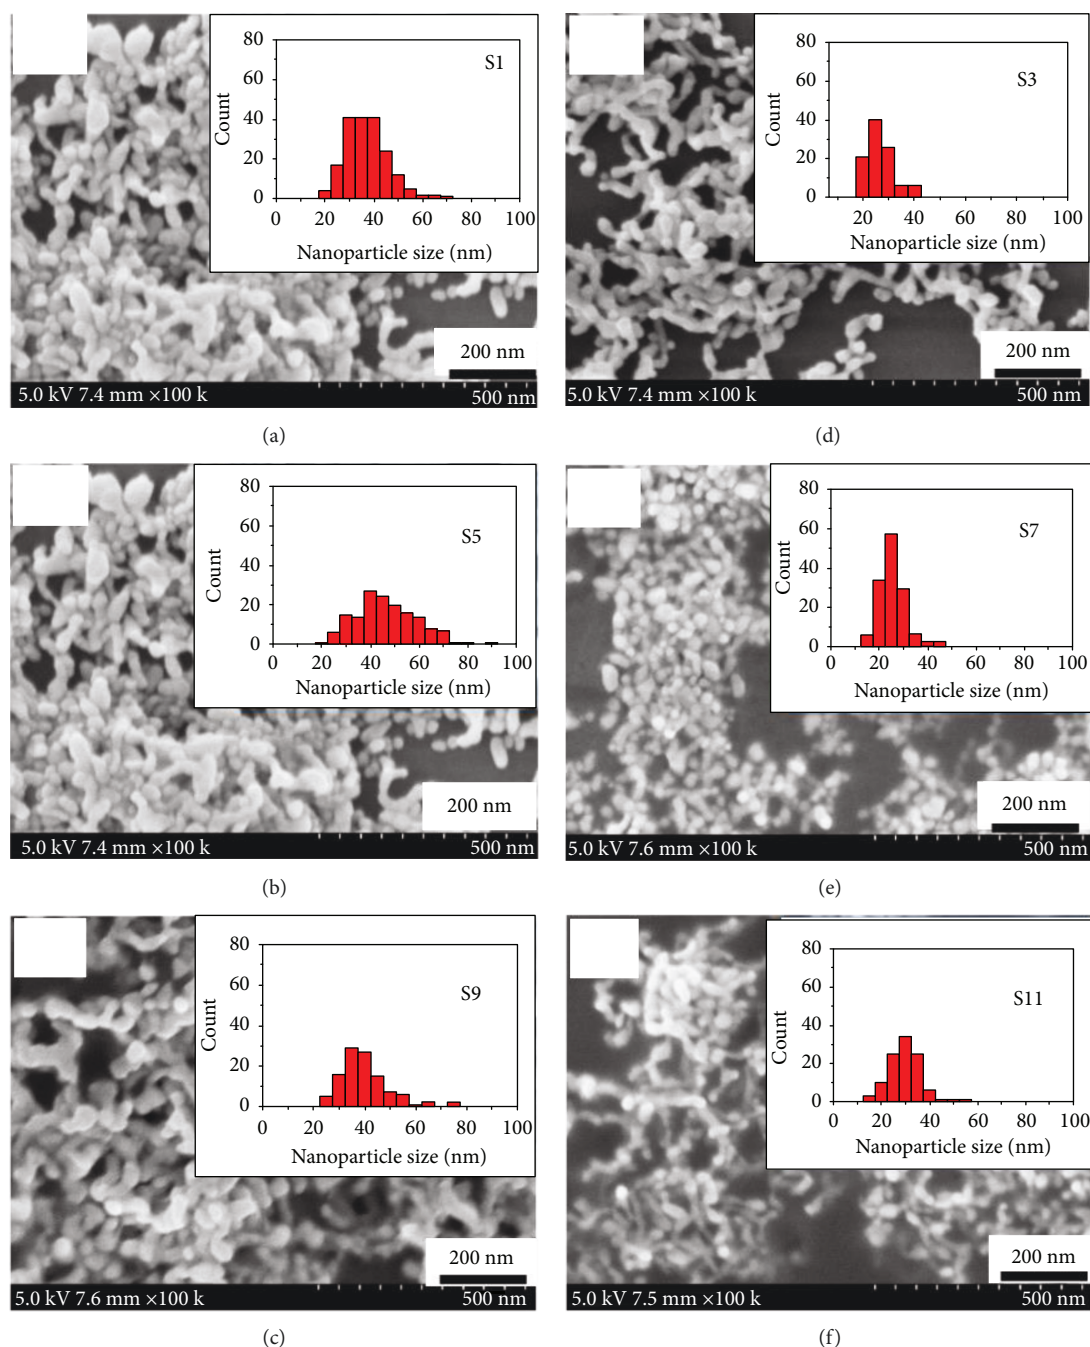 S1
Count
80
60
40
20
0
0 20 40 60 80 100
Nanoparticle size (nm)
200 nm
5.0 kV 7.4 mm ×100 k 500 nm
(a)
S3
Count
80
60
40
20
0
20 40 60 80 100
Nanoparticle size (nm)
200 nm
5.0 kV 7.4 mm ×100 k 500 nm
(d)
S5
Count
80
60
40
20
0
0 20 40 60 80 100
Nanoparticle size (nm)
200 nm
5.0 kV 7.4 mm ×100 k 500 nm
(b)
S7
Count
80
60
40
20
0
0 20 40 60 80 100
Nanoparticle size (nm)
200 nm
5.0 kV 7.6 mm ×100 k 500 nm
(e)
S9
Count
80
60
40
20
0
0 20 40 60 80 100
Nanoparticle size (nm)
200 nm
5.0 kV 7.6 mm ×100 k 500 nm
(c)
S11
Count
80
60
40
20
0
0 20 40 60 80 100
Nanoparticle size (nm)
200 nm
5.0 kV 7.5 mm ×100 k 500 nm
(f)